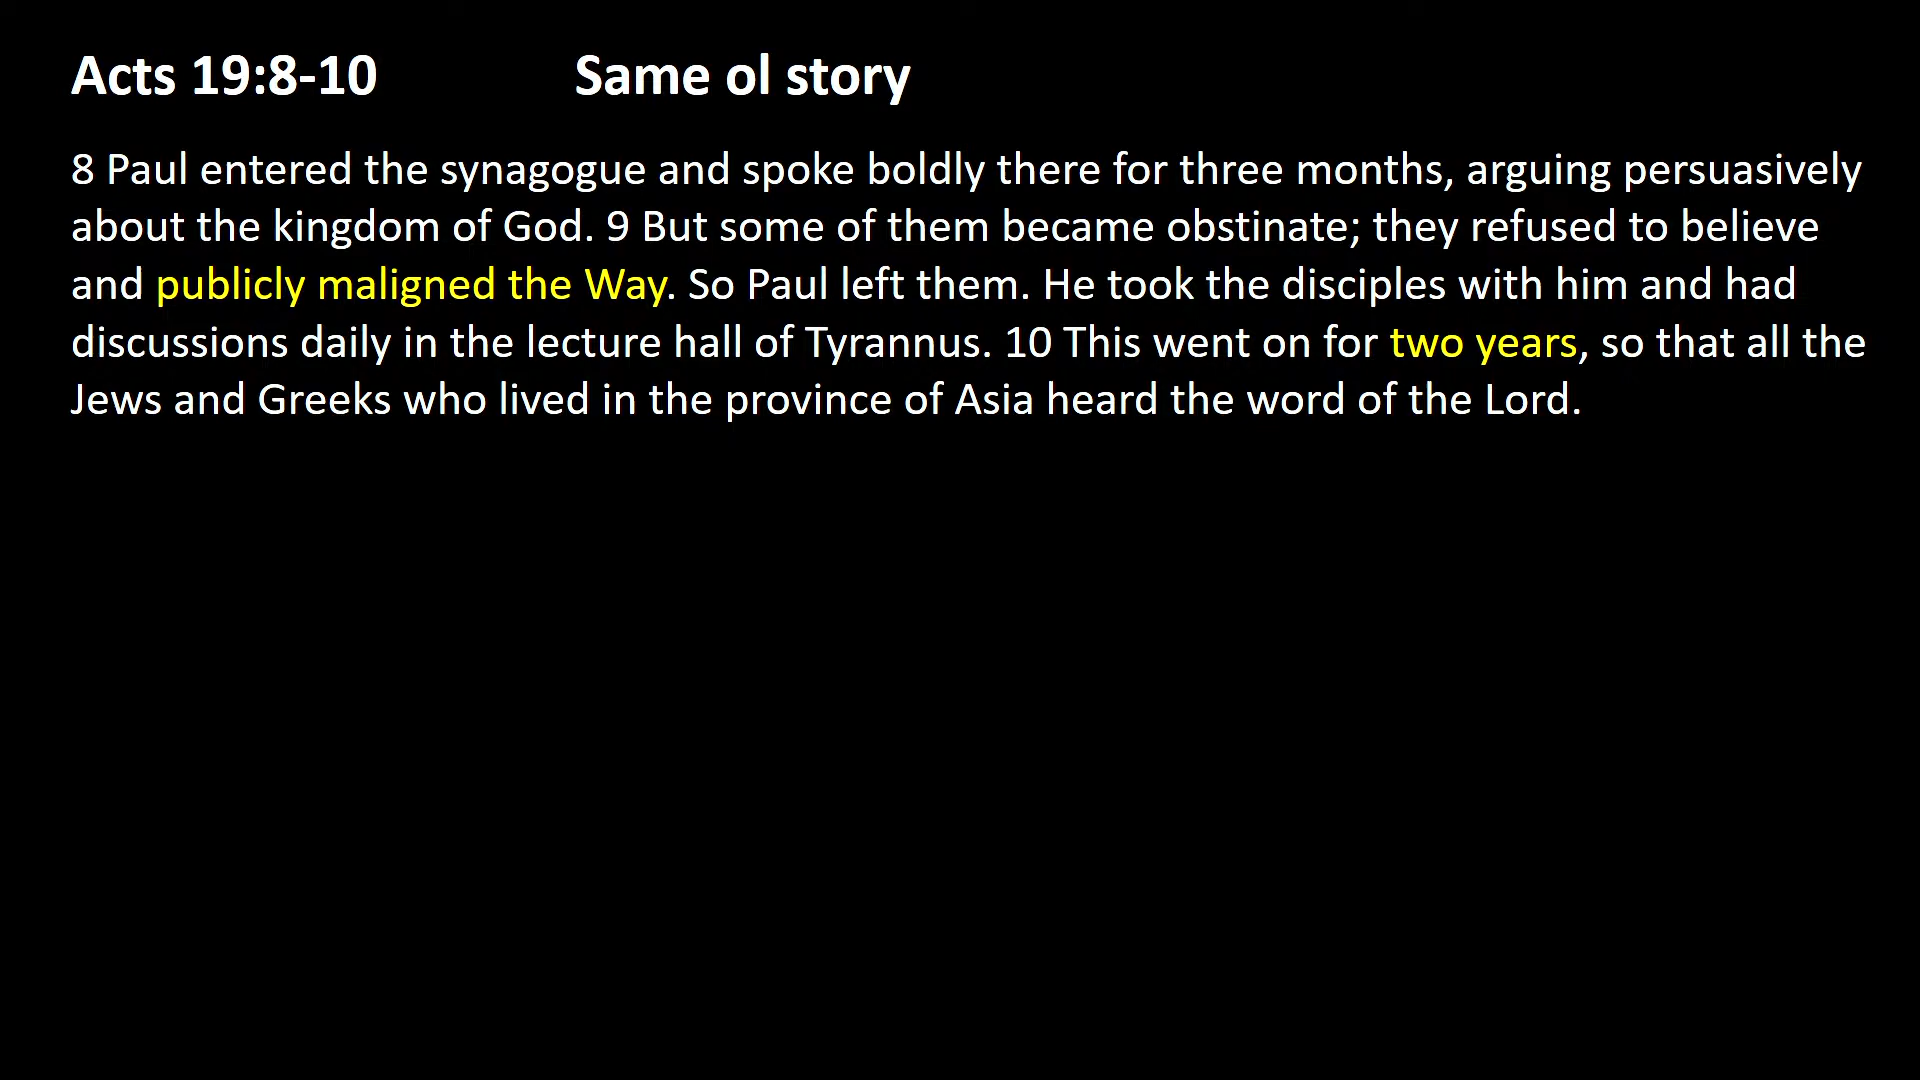 Acts 19:8-10 Same ol story
8 Paul entered the synagogue and spoke boldly there for three months, arguing persuasively
about the kingdom of God. 9 But some of them became obstinate; they refused to believe
and publicly maligned the Way. So Paul left them. He took the disciples with him and had
discussions daily in the lecture hall of Tyrannus. 10 This went on for two years, so that all the
Jews and Greeks who lived in the province of Asia heard the word of the Lord.